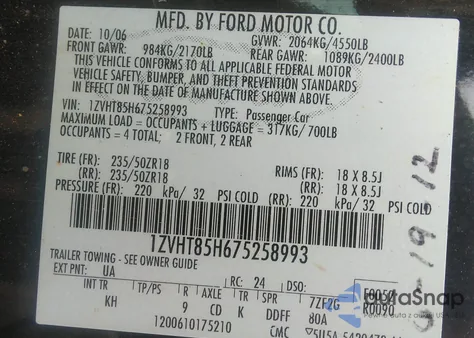 MFD. BY FORD MOTOR CO.
DATE: 10/06 GVWR: 2064KG/4550LB
FRONT GAWR: 984KG/2170LB REAR GAWR: 1089KG/2400LB
THIS VEHICLE CONFORMS TO ALL APPLICABLE FEDERAL MOTOR
VEHICLE SAFETY, BUMPER, AND THEFT PREVENTION STANDARDS
IN EFFECT ON THE DATE OF MANUFACTURE SHOWN ABOVE.
VIN: 1ZVHT85H675258993 TYPE: Passenger Car
MAXIMUM LOAD = OCCUPANTS + LUGGAGE = 317KG/700LB
OCCUPANTS = 4 TOTAL; 2 FRONT, 2 REAR
TIRE (FR): 235/50ZR18 RIMS (FR): 18 X 8.5J
(RR): 235/50ZR18 (RR): 18 X 8.5J
PRESSURE (FR): 220 kPa/ 32 PSI COLD (RR): 220 kPa/ 32 PSI COLD
1ZVHT85H675258993
TRAILER TOWING - SEE OWNER GUIDE
EXT PNT: UA RC: 24 DSO:
INT TR TP/PS R AXLE TR SPR 7ZF2G R0090
KH 9 CD K DDFF 80A
1200610175210 CMC
19-12
AutoSnap